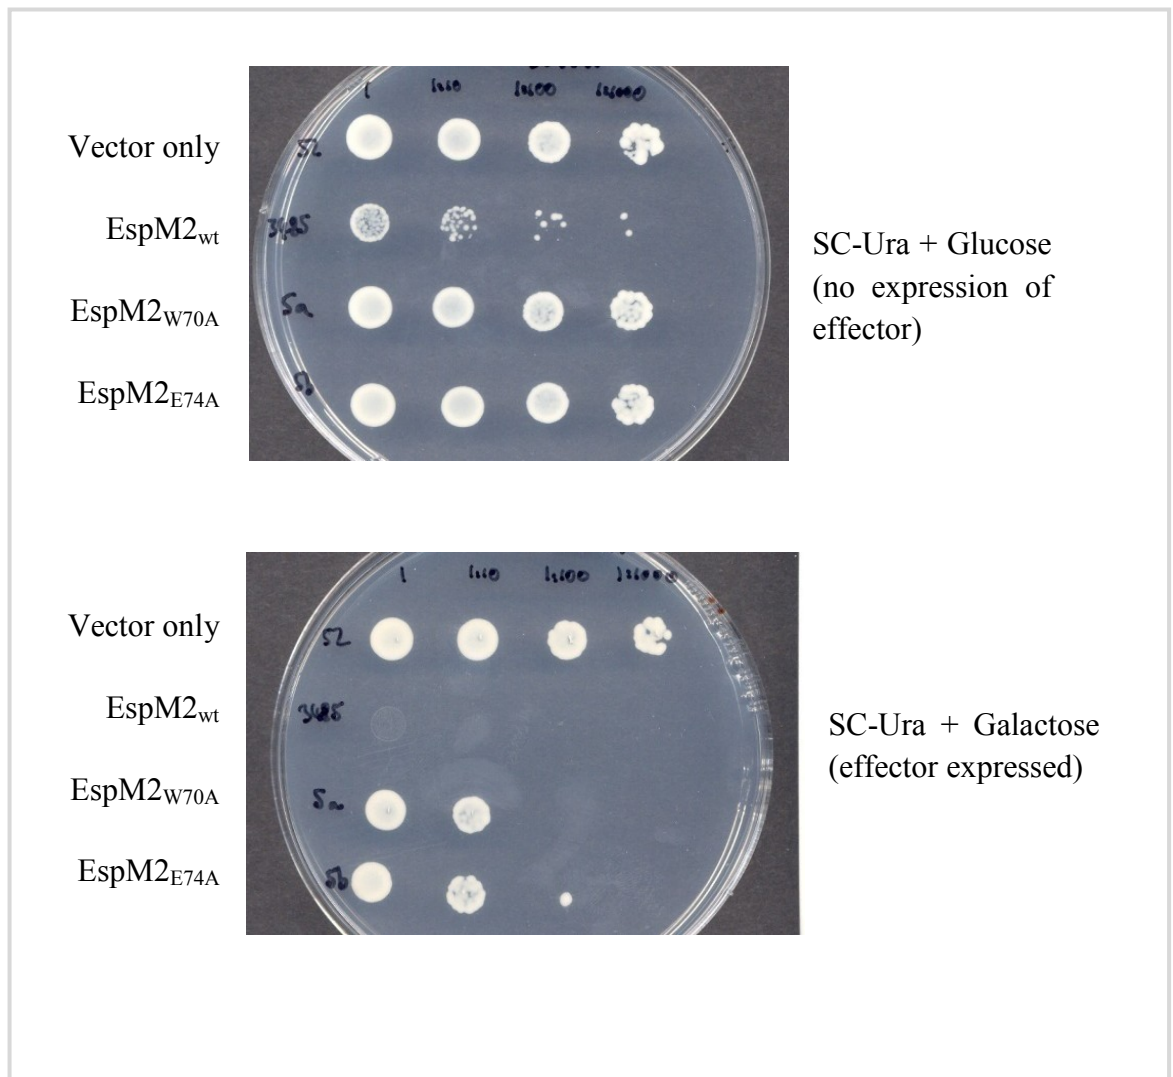 1 1:10 1:100 1:1000
Vector only
52
EspM2wt
3485
EspM2W70A
5a
EspM2E74A
5b
SC-Ura + Glucose
(no expression of
effector)
1 1:10 1:100 1:1000
Vector only
52
EspM2wt
3485
EspM2W70A
5a
EspM2E74A
5b
SC-Ura + Galactose
(effector expressed)